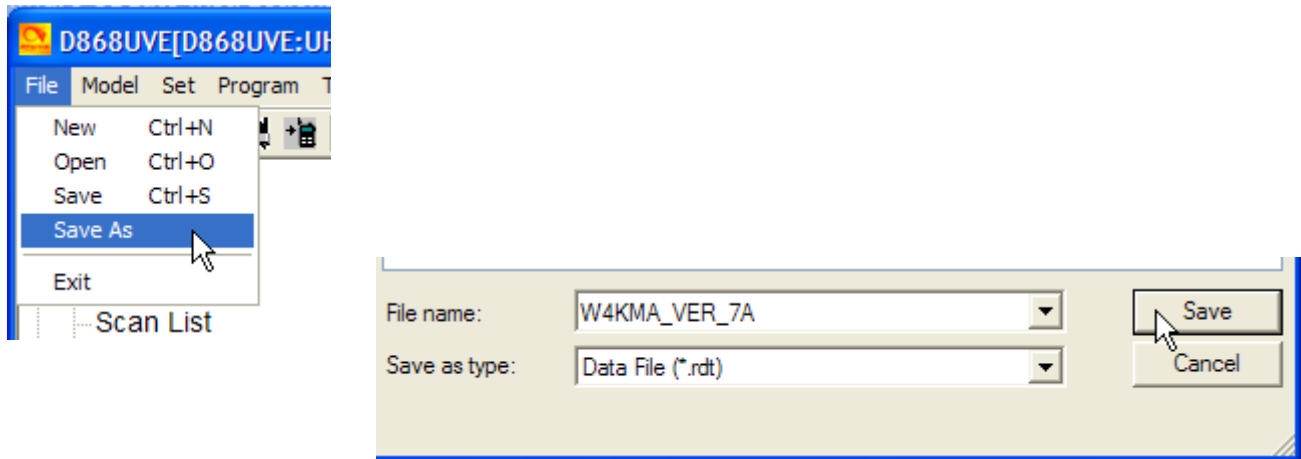 D868UVE[D868UVE:UH
File Model Set Program T
New Ctrl+N
Open Ctrl+O
Save Ctrl+S
Save As
Exit
Scan List
File name: W4KMA_VER_7A Save
Save as type: Data File (*.rdt) Cancel